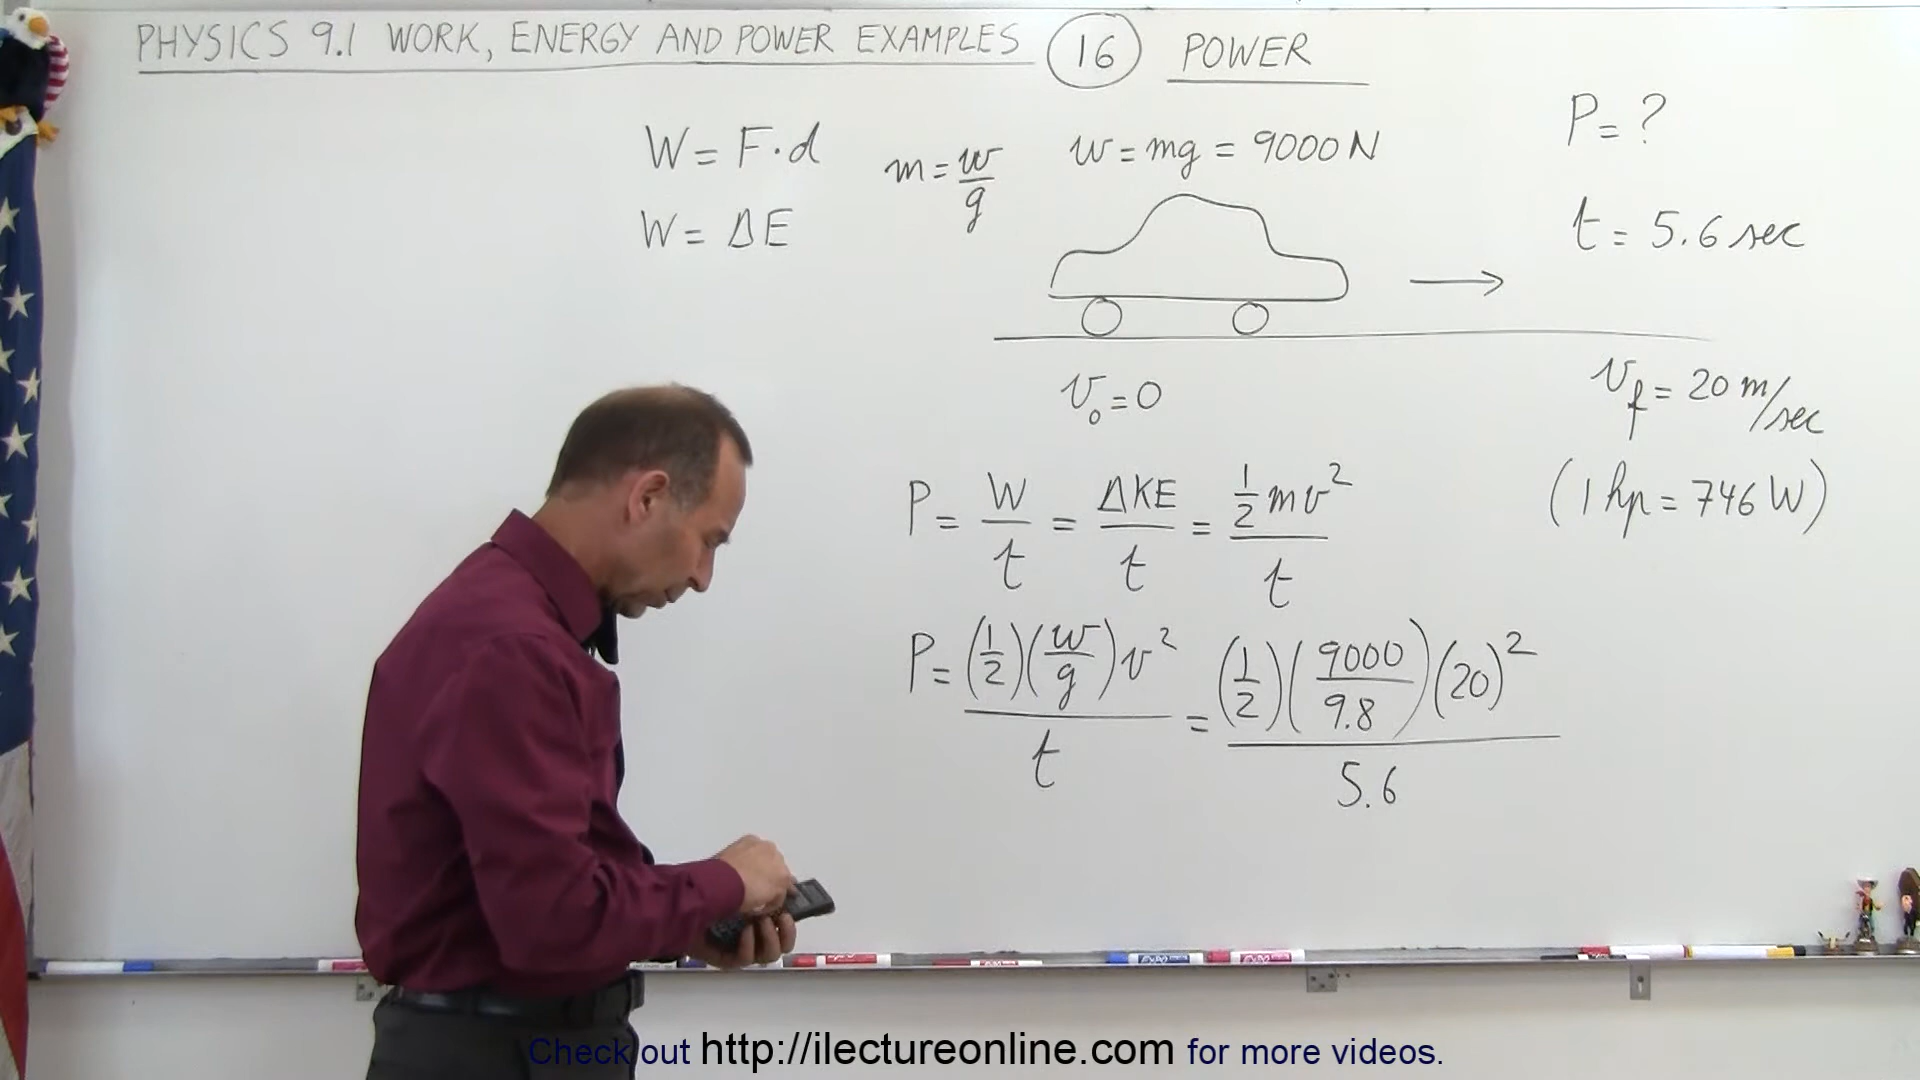 PHYSICS 9.1 WORK, ENERGY AND POWER EXAMPLES 16 POWER
W = F·d
W = ΔE
m = w/g
w = mg = 9000 N
P = ?
t = 5.6 sec
v₀ = 0
v_f = 20 m/sec
(1 hp = 746 W)
P = W/t = ΔKE/t = ½mv²/t
P = (1/2)(w/g)v²/t = (1/2)(9000/9.8)(20)²/5.6
EXPO
EXPO
Check out http://ilectureonline.com for more videos.